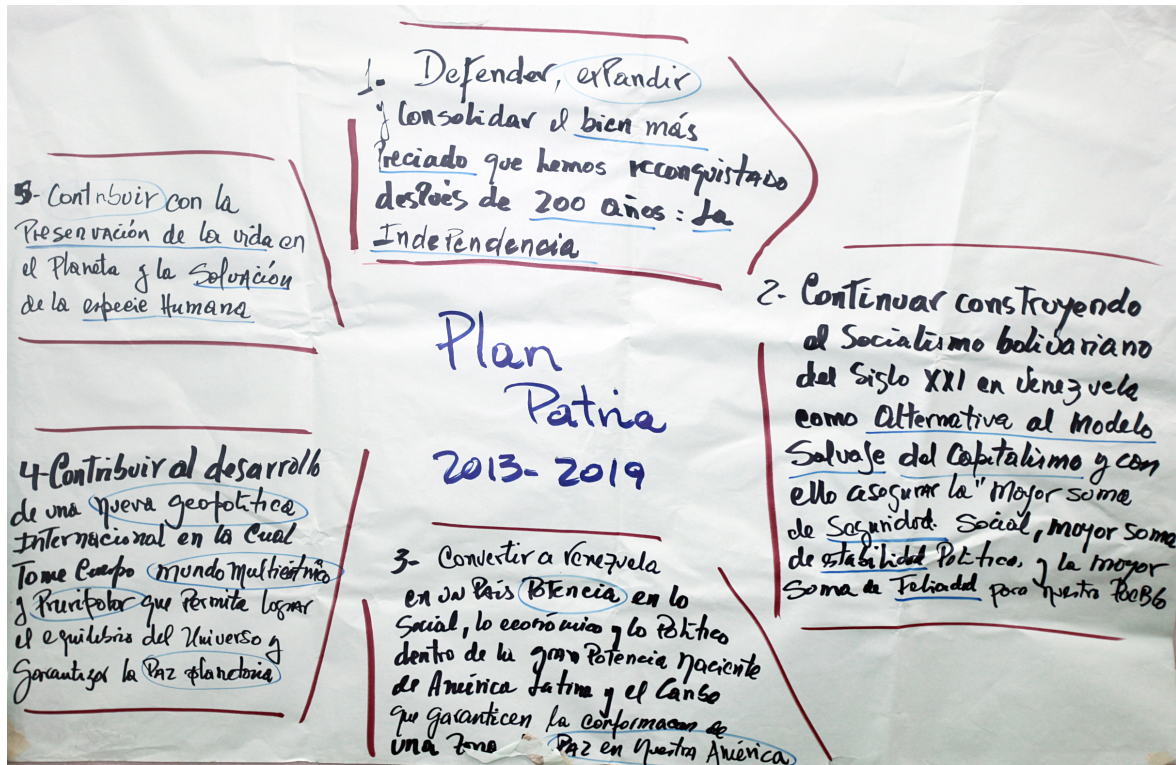 1- Defender, exPandir
y Consolidar el bien más
Preciado que hemos reconquistado
desPués de 200 años: La
IndePendencia
2- Continuar construyendo
el Socialismo bolivariano
del Siglo XXI en Venezuela
como Alternativa al Modelo
Salvaje del Capitalismo y con
ello asegurar la "Mayor suma
de Seguridad Social, mayor suma
de estabilidad Política, y la mayor
Soma de Felicidad para nuestro PueBlo
3- Convertir a Venezuela
en un País POTencia en lo
Social, lo económico y lo Político
dentro de la gran Potencia Naciente
de América Latina y el Caribe
que garanticen la conformacion de
una Zona PAZ en Nuestra América
4- Contribuir al desarrollo
de una Nueva geopolítica
Internacional en la Cual
Tome Cuerpo mundo Multicéntrico
y Pluripolar que Permita Lograr
el equilibrio del Universo y
Garantizar la PAZ planetaria
5- Contribuir con la
Preservación de la vida en
el Planeta y la Salvación
de la especie Humana
Plan
Patria
2013-2019